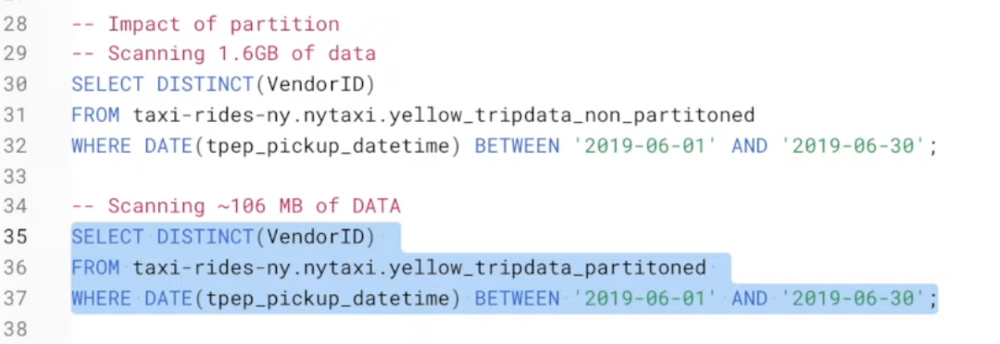 28 -- Impact of partition
29 -- Scanning 1.6GB of data
30 SELECT DISTINCT(VendorID)
31 FROM taxi-rides-ny.nytaxi.yellow_tripdata_non_partitoned
32 WHERE DATE(tpep_pickup_datetime) BETWEEN '2019-06-01' AND '2019-06-30';
33
34 -- Scanning ~106 MB of DATA
35 SELECT DISTINCT(VendorID)
36 FROM taxi-rides-ny.nytaxi.yellow_tripdata_partitoned
37 WHERE DATE(tpep_pickup_datetime) BETWEEN '2019-06-01' AND '2019-06-30';
38